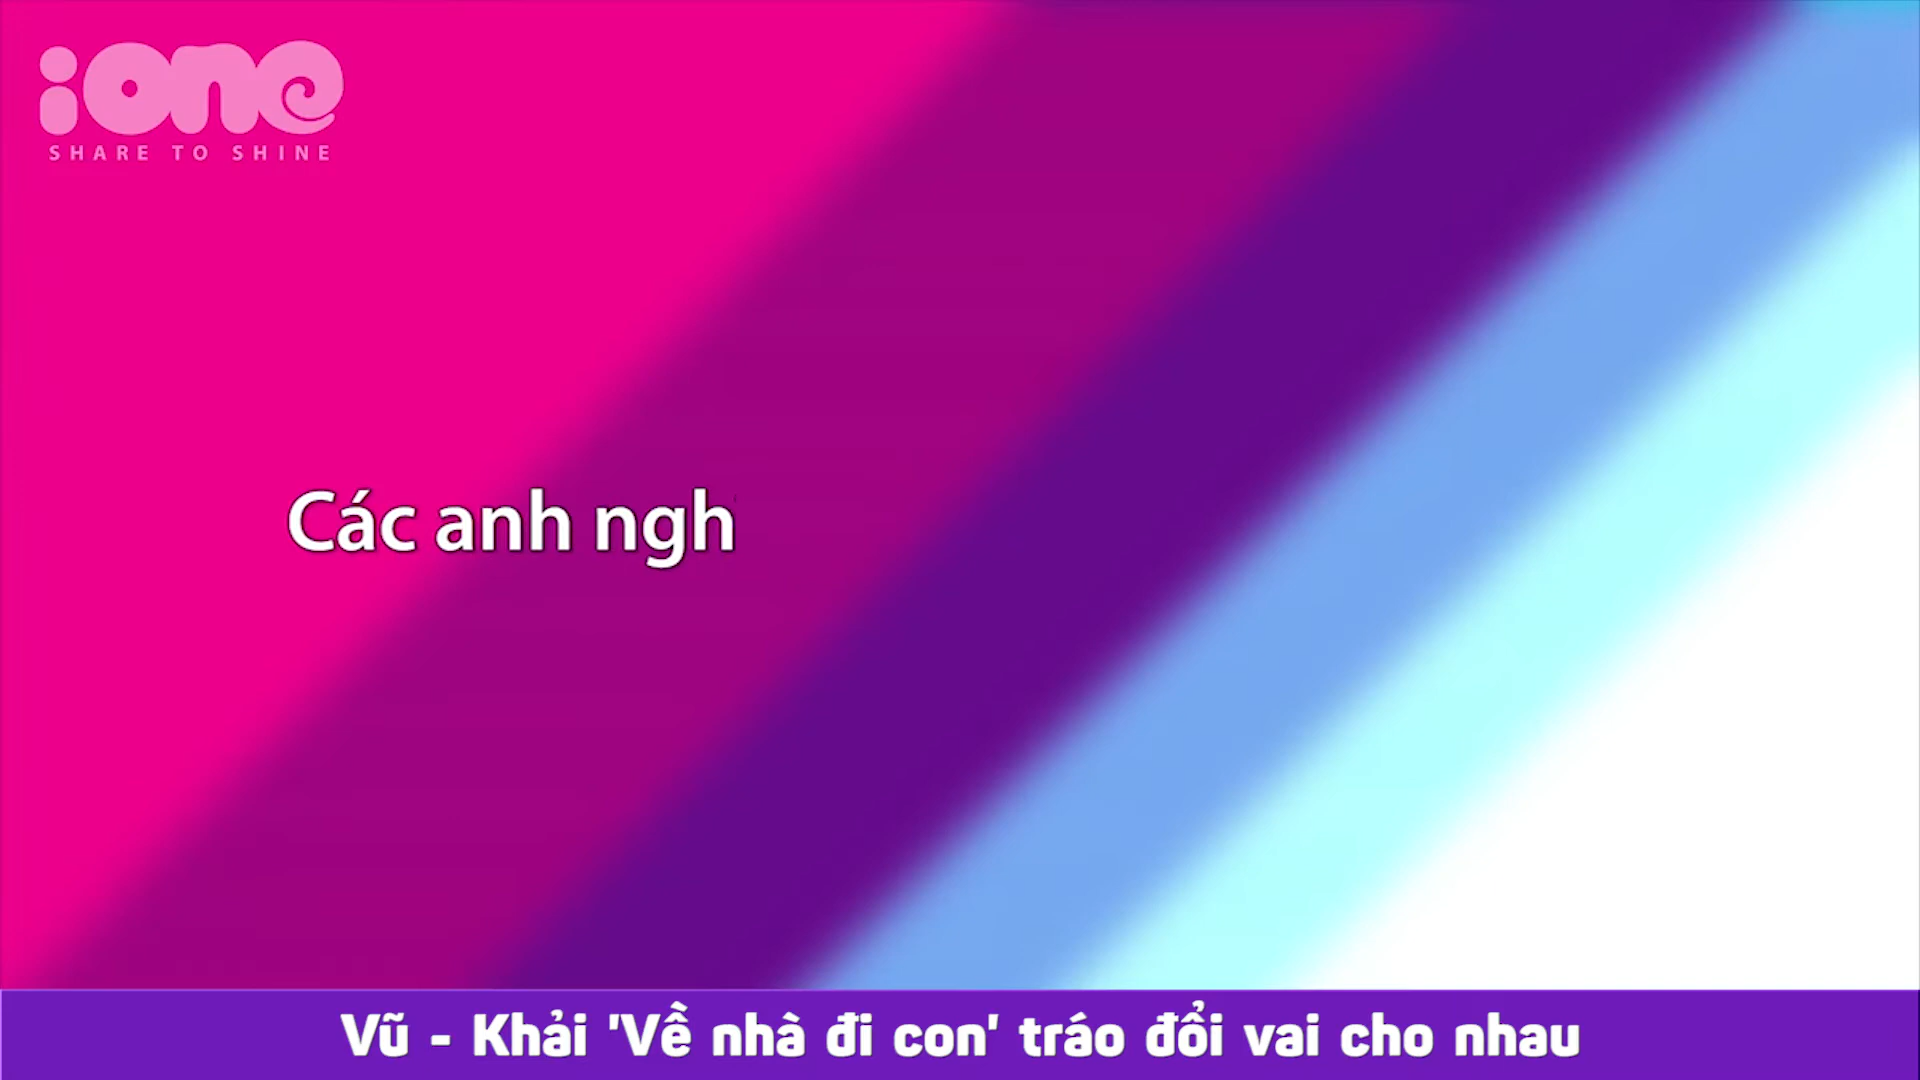 ione
SHARE TO SHINE
Các anh ngh
Vũ - Khải 'Về nhà đi con' tráo đổi vai cho nhau